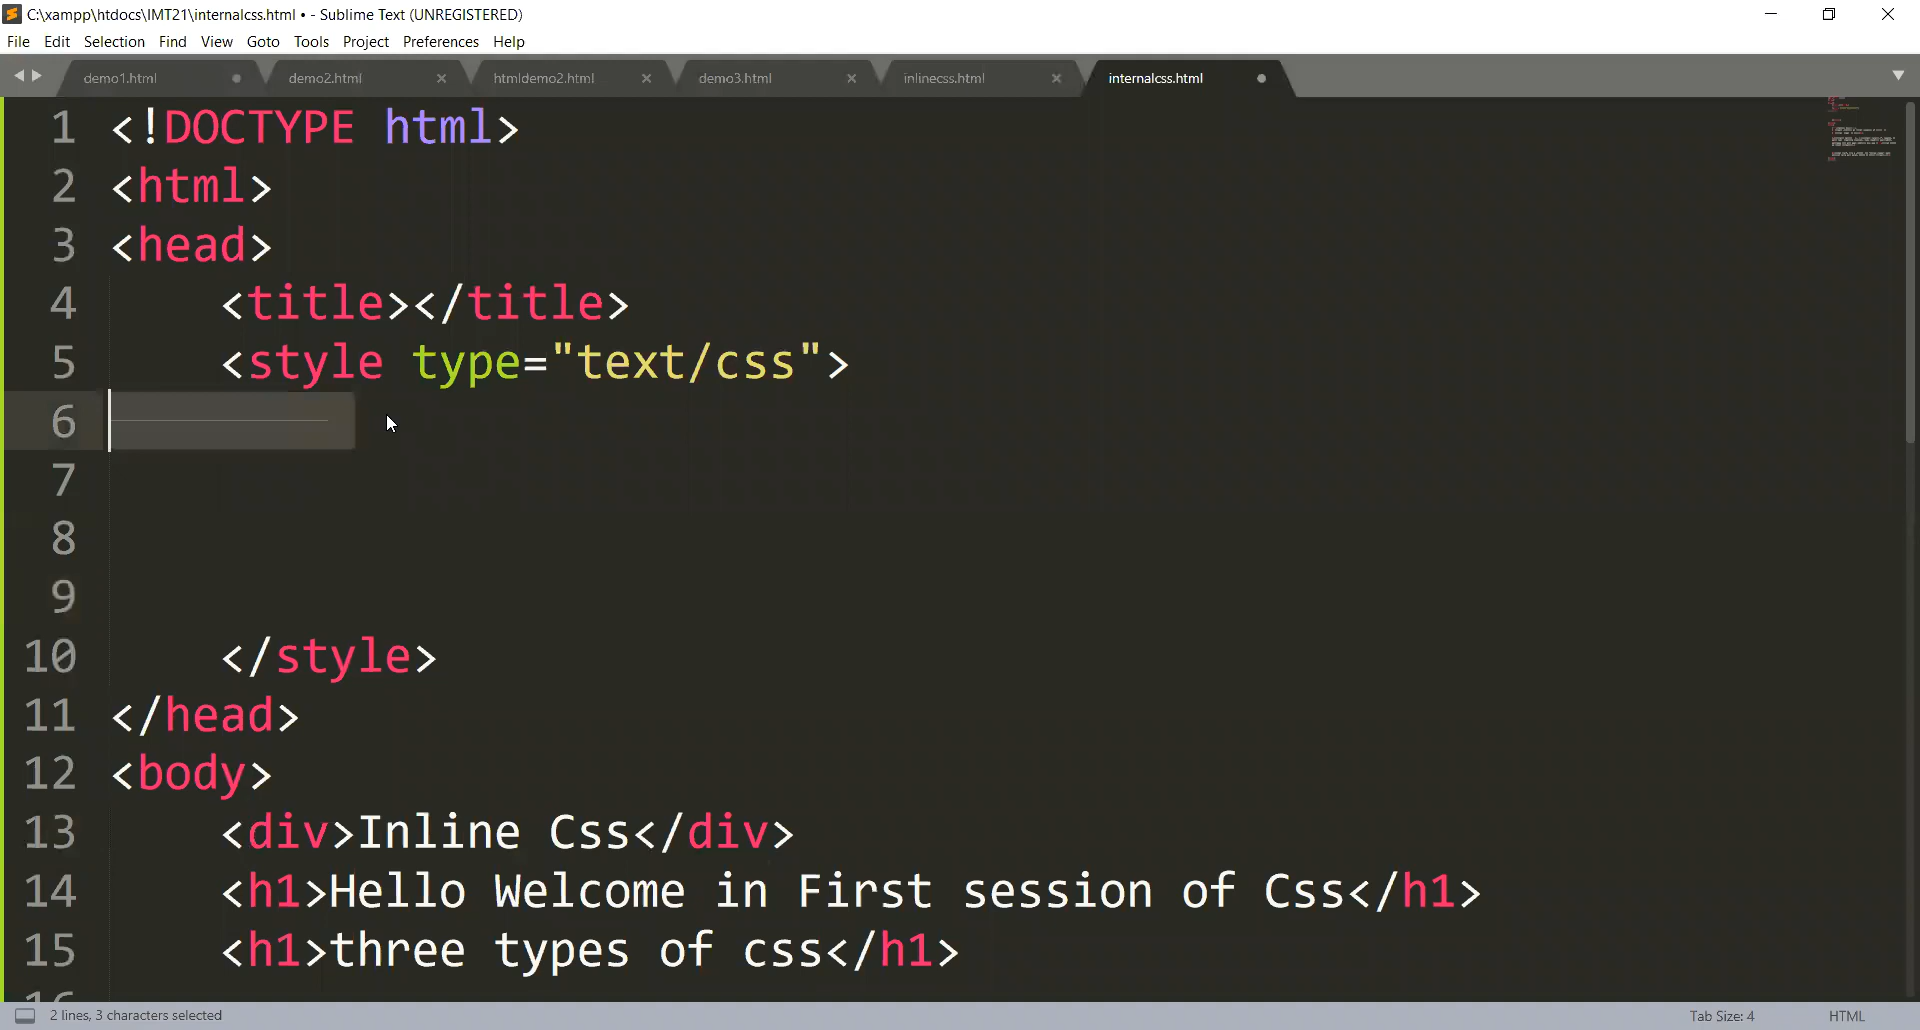 C:\xampp\htdocs\IMT21\internalcss.html • - Sublime Text (UNREGISTERED)
File Edit Selection Find View Goto Tools Project Preferences Help
demo1.html demo2.html htmldemo2.html demo3.html inlinecss.html internalcss.html
1 <!DOCTYPE html>
2 <html>
3 <head>
4 <title></title>
5 <style type="text/css">
6
7
8
9
10 </style>
11 </head>
12 <body>
13 <div>Inline Css</div>
14 <h1>Hello Welcome in First session of Css</h1>
15 <h1>three types of css</h1>
16
2 lines, 3 characters selected Tab Size: 4 HTML